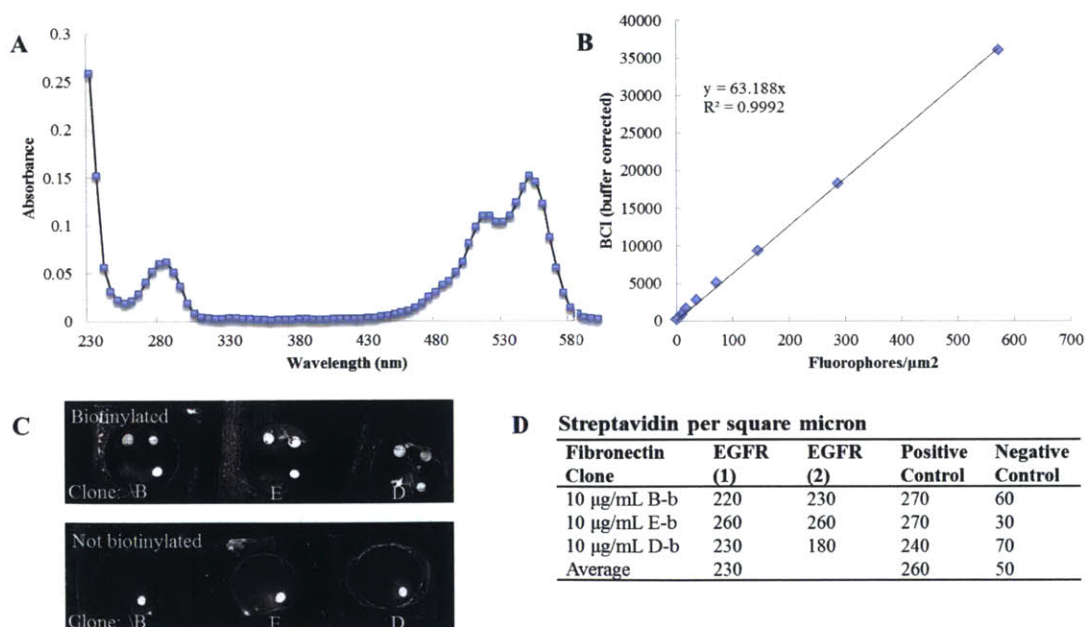 A
0.3
0.25
0.2
0.15
0.1
0.05
0
Absorbance
230 280 330 380 430 480 530 580
Wavelength (nm)
B
40000
35000
30000
25000
20000
15000
10000
5000
0
BCI (buffer corrected)
y = 63.188x
R² = 0.9992
0 100 200 300 400 500 600 700
Fluorophores/μm2
C
Biotinylated
Clone: B E D
Not biotinylated
Clone: B E D
D Streptavidin per square micron
Fibronectin Clone EGFR (1) EGFR (2) Positive Control Negative Control
10 μg/mL B-b 220 230 270 60
10 μg/mL E-b 260 260 270 30
10 μg/mL D-b 230 180 240 70
Average 230 260 50